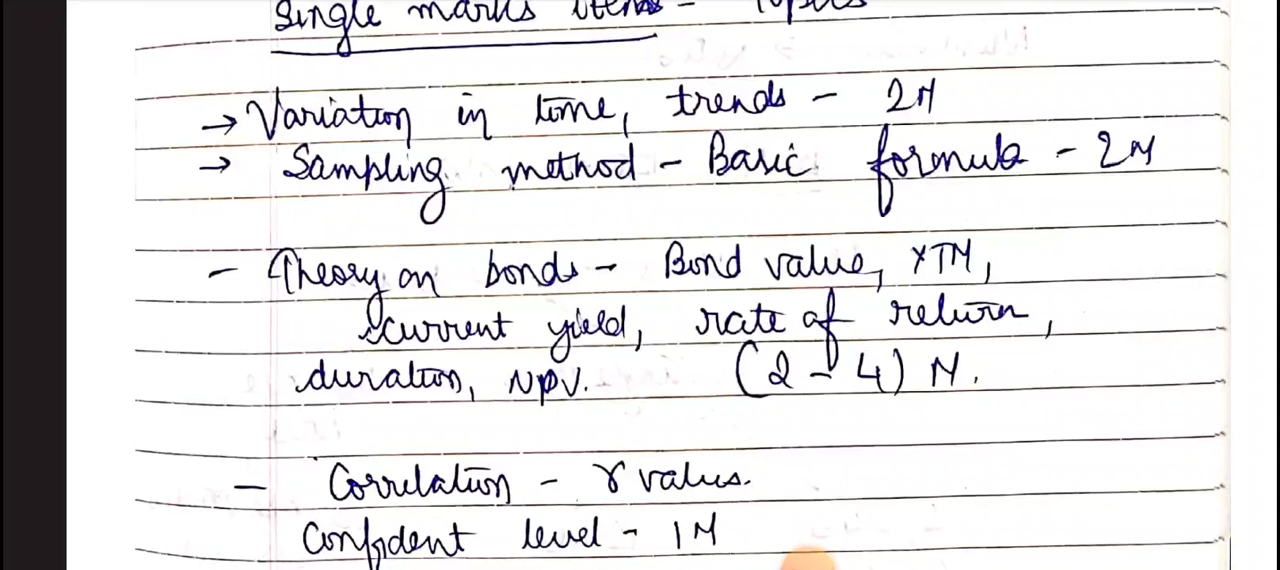 Single marks items - Topics
→ Variation in time, trends - 2M
→ Sampling method - Basic formula - 2M
- Theory on bonds - Bond value, YTM,
current yield, rate of return,
duration, NPV. (2 - 4) M.
- Correlation - r value.
Confident level - 1M